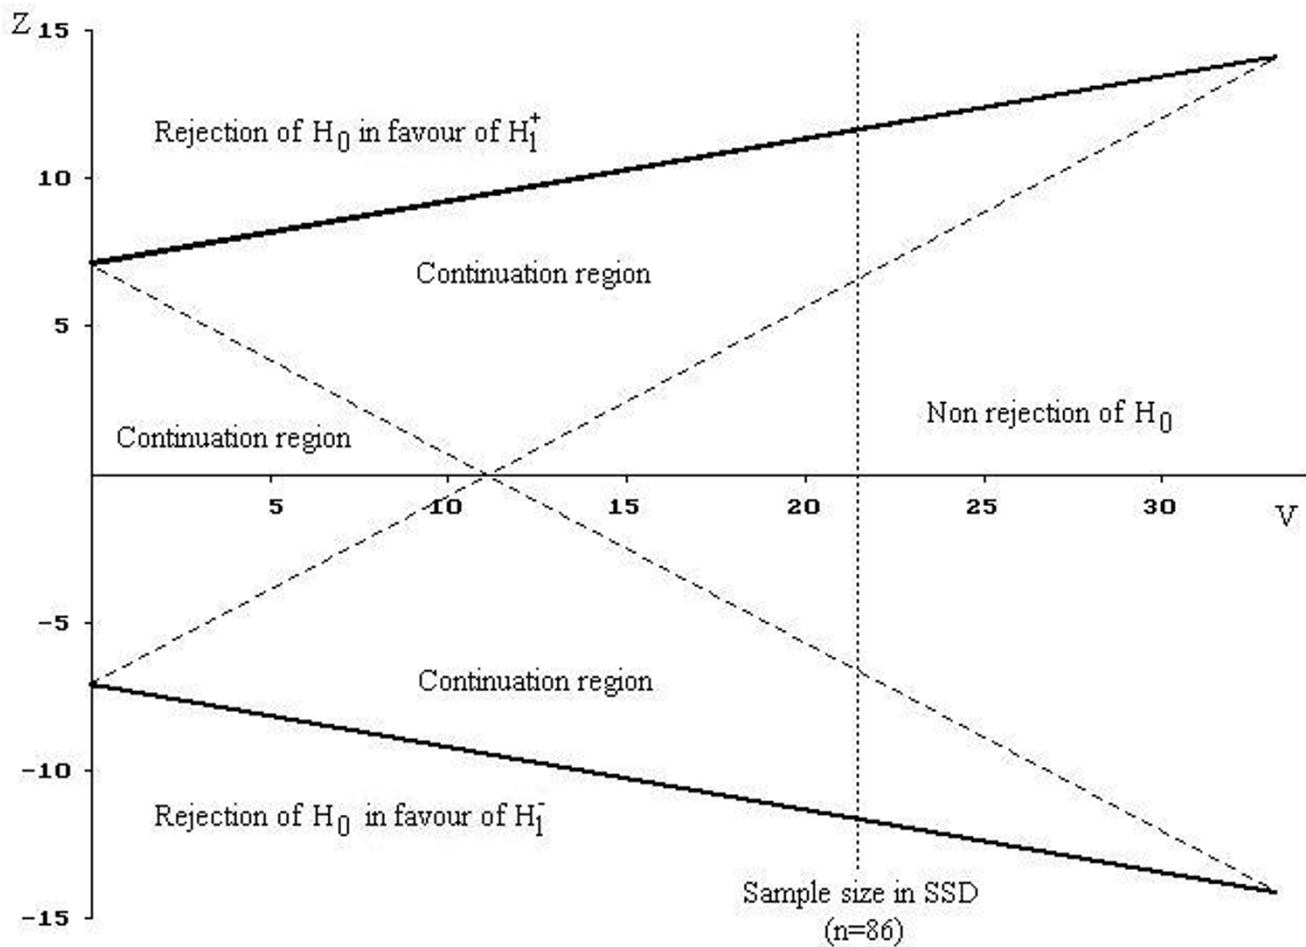 Z
15
Rejection of H0 in favour of H1+
10
Continuation region
5
Non rejection of H0
Continuation region
5 10 15 20 25 30
V
-5
Continuation region
-10
Rejection of H0 in favour of H1-
Sample size in SSD
(n=86)
-15